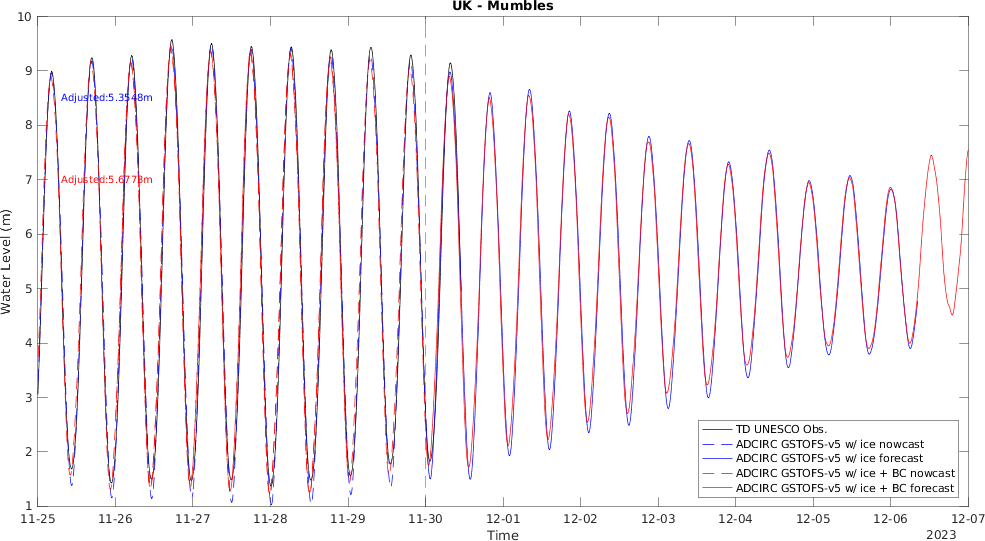 UK - Mumbles
10
9
8
7
6
5
4
3
2
1
Water Level (m)
Adjusted:5.3548m
Adjusted:5.6773m
TD UNESCO Obs.
ADCIRC GSTOFS-v5 w/ ice nowcast
ADCIRC GSTOFS-v5 w/ ice forecast
ADCIRC GSTOFS-v5 w/ ice + BC nowcast
ADCIRC GSTOFS-v5 w/ ice + BC forecast
11-25 11-26 11-27 11-28 11-29 11-30 12-01 12-02 12-03 12-04 12-05 12-06 12-07
Time
2023